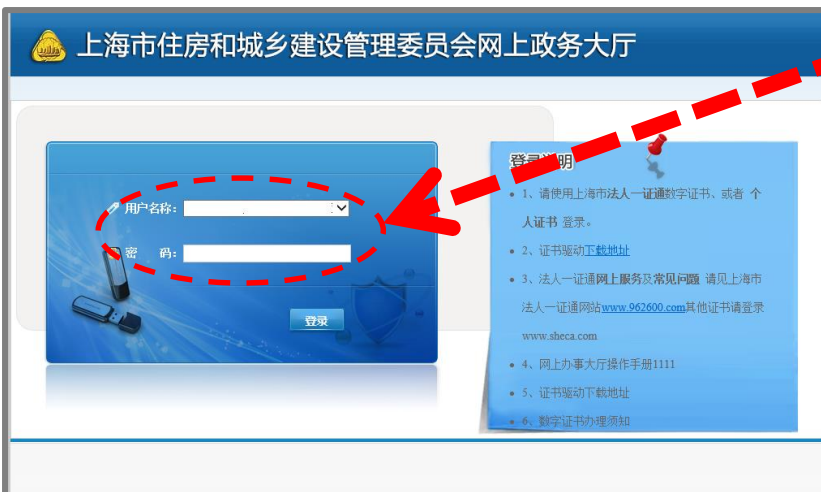 上海市住房和城乡建设管理委员会网上政务大厅
用户名称：
密 码：
登录
登录说明
1、请使用上海市法人一证通数字证书、或者 个
人证书 登录。
2、证书驱动下载地址
3、法人一证通网上服务及常见问题 请见上海市
法人一证通网站www.962600.com其他证书请登录
www.sheca.com
4、网上办事大厅操作手册1111
5、证书驱动下载地址
6、数字证书办理须知